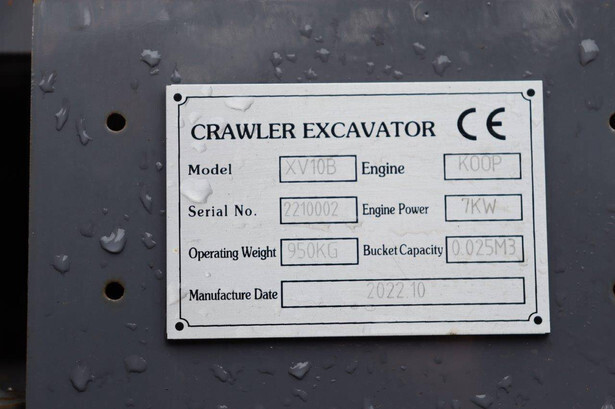 CRAWLER EXCAVATOR CE
Model XV10B Engine KOOP
Serial No. 2210002 Engine Power 7KW
Operating Weight 950KG Bucket Capacity 0.025M3
Manufacture Date 2022.10